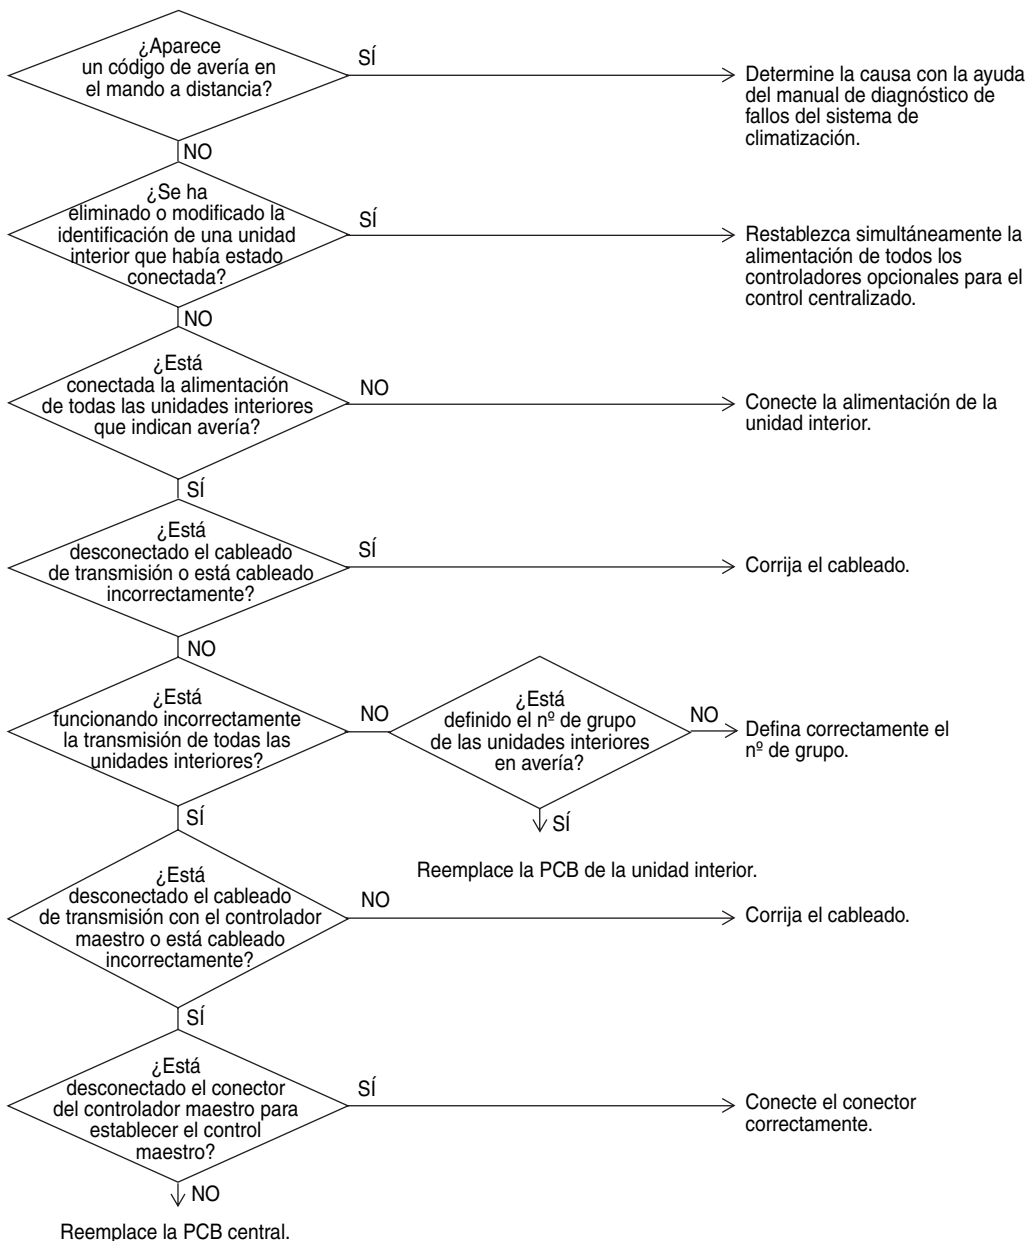 ¿Aparece
un código de avería en
el mando a distancia?
SÍ
Determine la causa con la ayuda
del manual de diagnóstico de
fallos del sistema de
climatización.
NO
¿Se ha
eliminado o modificado la
identificación de una unidad
interior que había estado
conectada?
SÍ
Restablezca simultáneamente la
alimentación de todos los
controladores opcionales para el
control centralizado.
NO
¿Está
conectada la alimentación
de todas las unidades interiores
que indican avería?
NO
Conecte la alimentación de la
unidad interior.
SÍ
¿Está
desconectado el cableado
de transmisión o está cableado
incorrectamente?
SÍ
Corrija el cableado.
NO
¿Está
funcionando incorrectamente
la transmisión de todas las
unidades interiores?
NO
¿Está
definido el nº de grupo
de las unidades interiores
en avería?
NO
Defina correctamente el
nº de grupo.
SÍ
SÍ
Reemplace la PCB de la unidad interior.
¿Está
desconectado el cableado
de transmisión con el controlador
maestro o está cableado
incorrectamente?
NO
Corrija el cableado.
SÍ
¿Está
desconectado el conector
del controlador maestro para
establecer el control
maestro?
SÍ
Conecte el conector
correctamente.
NO
Reemplace la PCB central.